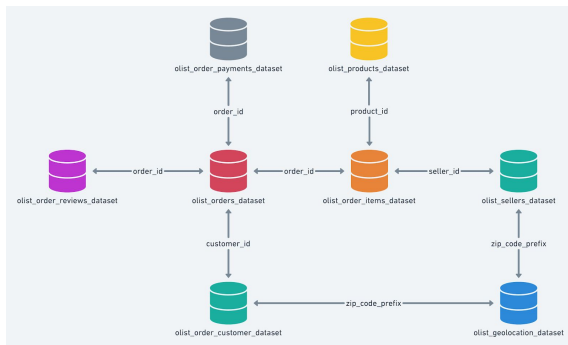 olist_order_payments_dataset
olist_products_dataset
order_id
product_id
order_id
order_id
seller_id
olist_order_reviews_dataset
olist_orders_dataset
olist_order_items_dataset
olist_sellers_dataset
customer_id
zip_code_prefix
zip_code_prefix
olist_order_customer_dataset
olist_geolocation_dataset